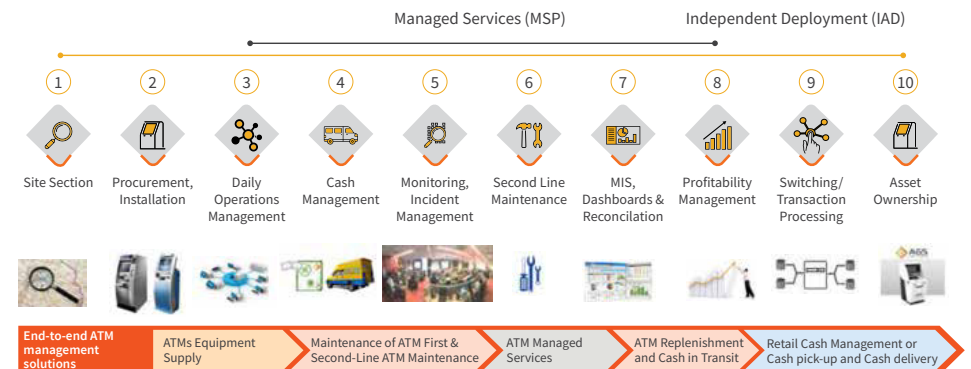 Managed Services (MSP)
Independent Deployment (IAD)
1
2
3
4
5
6
7
8
9
10
Site Section
Procurement,
Installation
Daily
Operations
Management
Cash
Management
Monitoring,
Incident
Management
Second Line
Maintenance
MIS,
Dashboards &
Reconcilation
Profitability
Management
Switching/
Transaction
Processing
Asset
Ownership
AGS
End-to-end ATM
management
solutions
ATMs Equipment
Supply
Maintenance of ATM First &
Second-Line ATM Maintenance
ATM Managed
Services
ATM Replenishment
and Cash in Transit
Retail Cash Management or
Cash pick-up and Cash delivery